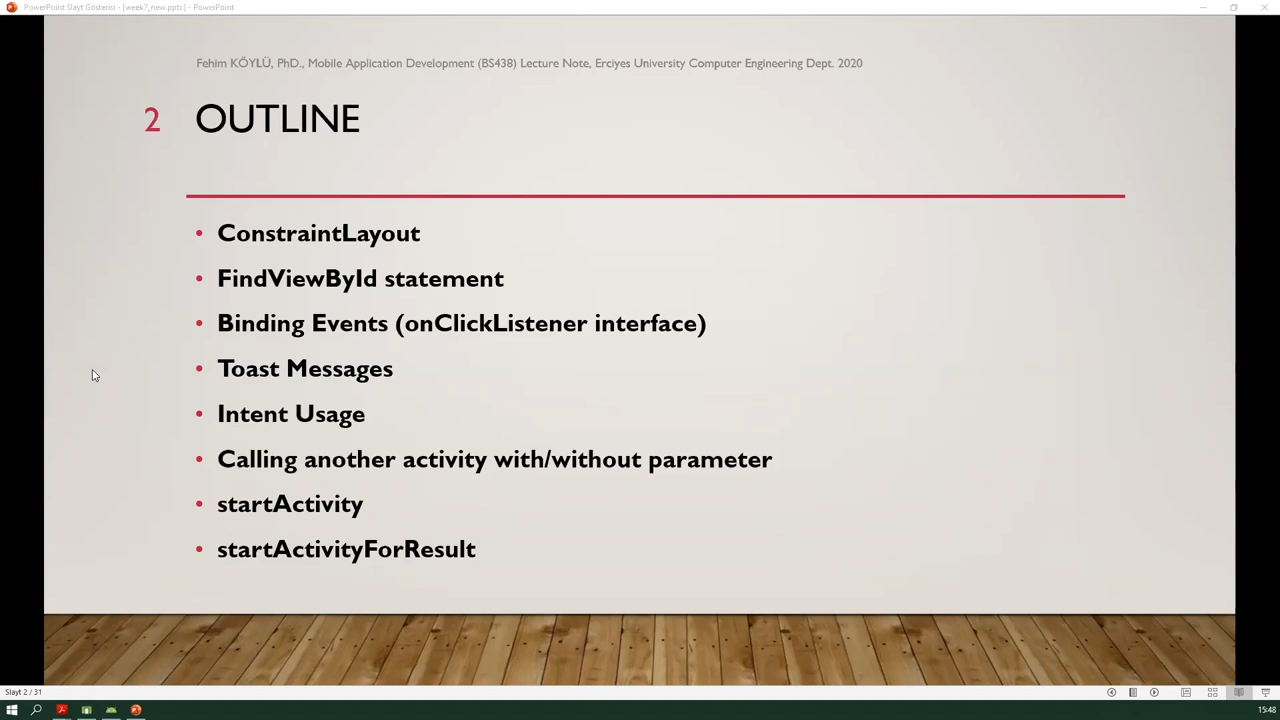 PowerPoint Slayt Gösterisi - [week7_new.pptx] - PowerPoint
Fehim KÖYLÜ, PhD., Mobile Application Development (BS438) Lecture Note, Erciyes University Computer Engineering Dept. 2020
2 OUTLINE
• ConstraintLayout
• FindViewById statement
• Binding Events (onClickListener interface)
• Toast Messages
• Intent Usage
• Calling another activity with/without parameter
• startActivity
• startActivityForResult
Slayt 2 / 31
15:48